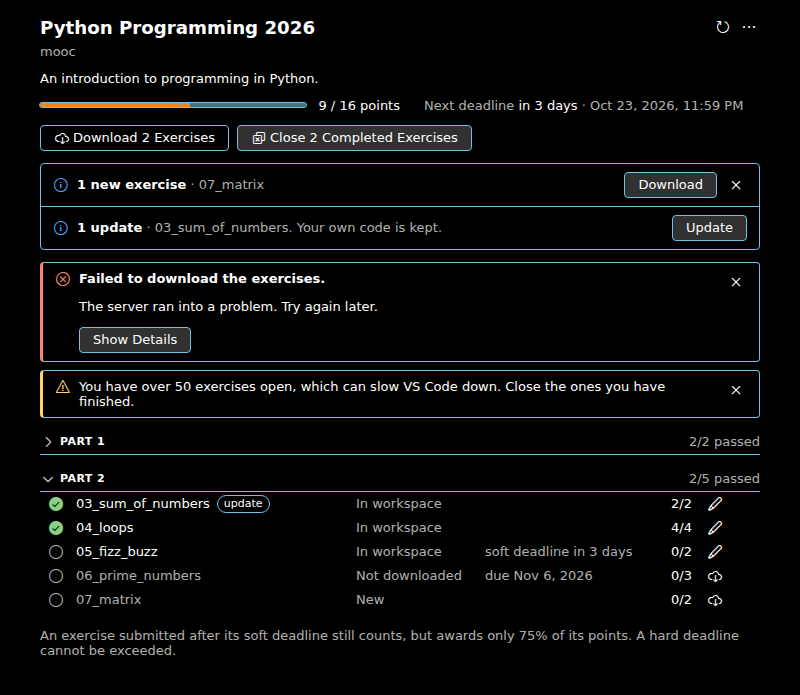 Python Programming 2026
mooc
An introduction to programming in Python.
9 / 16 points Next deadline in 3 days · Oct 23, 2026, 11:59 PM
Download 2 Exercises Close 2 Completed Exercises
1 new exercise · 07_matrix Download
1 update · 03_sum_of_numbers. Your own code is kept. Update
Failed to download the exercises.
The server ran into a problem. Try again later.
Show Details
You have over 50 exercises open, which can slow VS Code down. Close the ones you have
finished.
PART 1 2/2 passed
PART 2 2/5 passed
03_sum_of_numbers update In workspace 2/2
04_loops In workspace 4/4
05_fizz_buzz In workspace soft deadline in 3 days 0/2
06_prime_numbers Not downloaded due Nov 6, 2026 0/3
07_matrix New 0/2
An exercise submitted after its soft deadline still counts, but awards only 75% of its points. A hard deadline
cannot be exceeded.